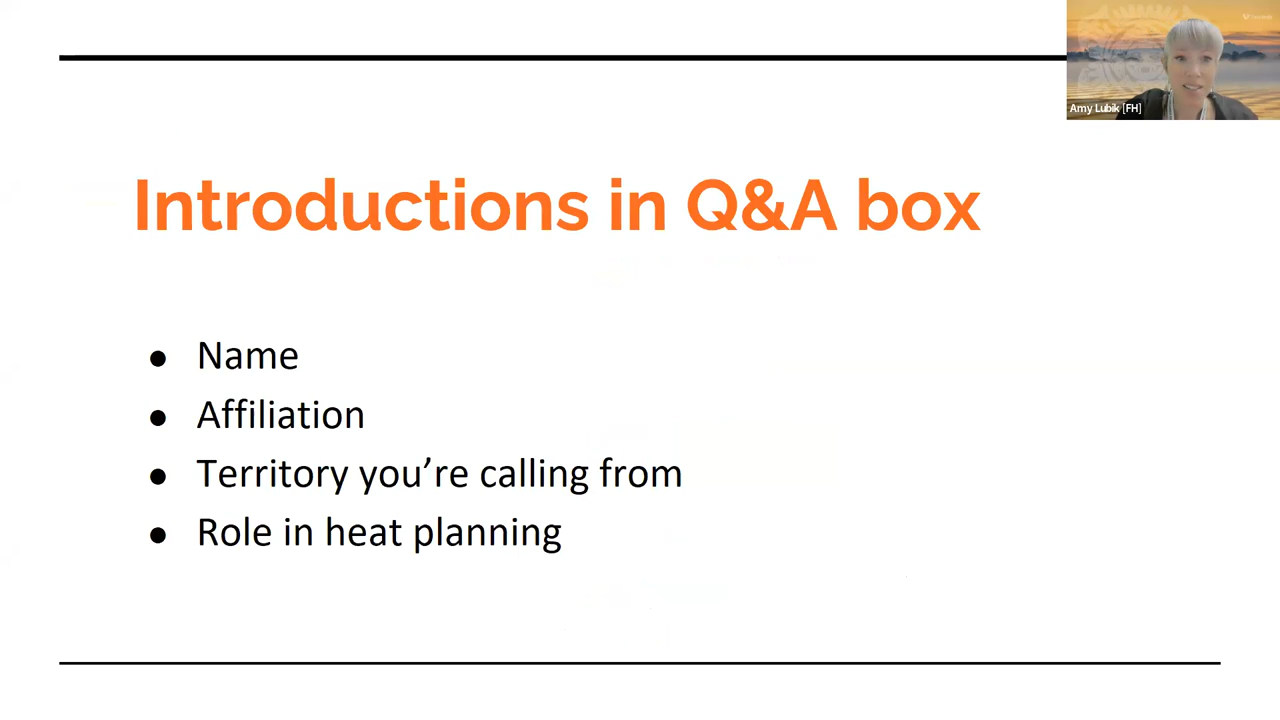 Amy Lubik [FH]
Introductions in Q&A box
● Name
● Affiliation
● Territory you’re calling from
● Role in heat planning